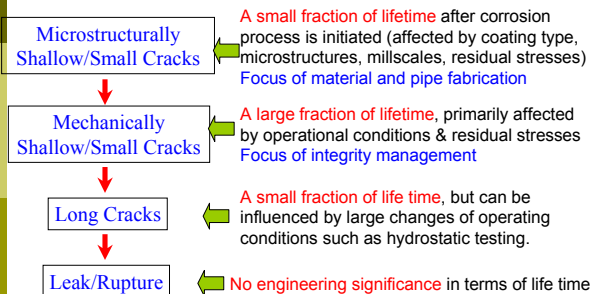 Microstructurally
Shallow/Small Cracks
A small fraction of lifetime after corrosion
process is initiated (affected by coating type,
microstructures, millscales, residual stresses)
Focus of material and pipe fabrication
Mechanically
Shallow/Small Cracks
A large fraction of lifetime, primarily affected
by operational conditions & residual stresses
Focus of integrity management
Long Cracks
A small fraction of life time, but can be
influenced by large changes of operating
conditions such as hydrostatic testing.
Leak/Rupture
No engineering significance in terms of life time